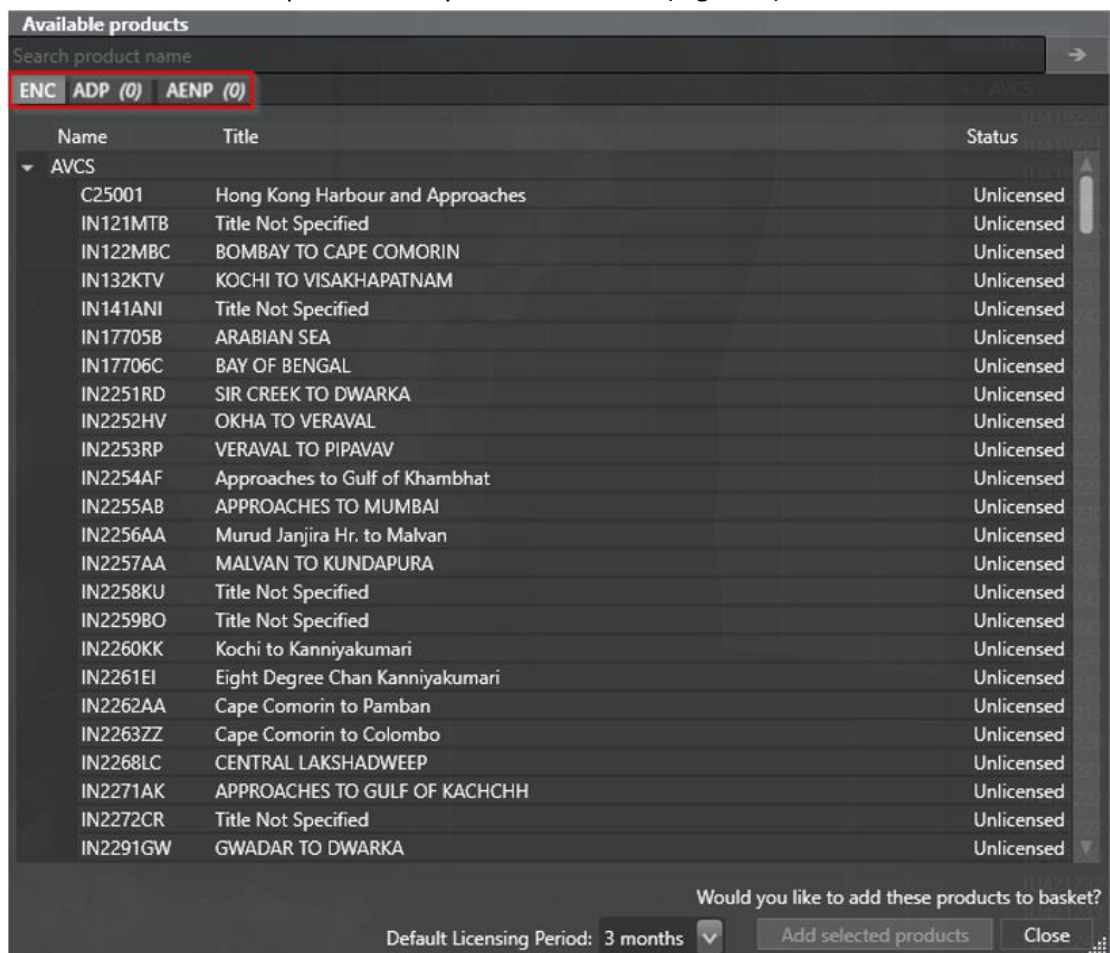 Available products
Search product name
ENC ADP (0) AENP (0)
Name Title Status
AVCS
C25001 Hong Kong Harbour and Approaches Unlicensed
IN121MTB Title Not Specified Unlicensed
IN122MBC BOMBAY TO CAPE COMORIN Unlicensed
IN132KTV KOCHI TO VISAKHAPATNAM Unlicensed
IN141ANI Title Not Specified Unlicensed
IN17705B ARABIAN SEA Unlicensed
IN17706C BAY OF BENGAL Unlicensed
IN2251RD SIR CREEK TO DWARKA Unlicensed
IN2252HV OKHA TO VERAVAL Unlicensed
IN2253RP VERAVAL TO PIPAVAV Unlicensed
IN2254AF Approaches to Gulf of Khambhat Unlicensed
IN2255AB APPROACHES TO MUMBAI Unlicensed
IN2256AA Murud Janjira Hr. to Malvan Unlicensed
IN2257AA MALVAN TO KUNDAPURA Unlicensed
IN2258KU Title Not Specified Unlicensed
IN2259BO Title Not Specified Unlicensed
IN2260KK Kochi to Kanniyakumari Unlicensed
IN2261EI Eight Degree Chan Kanniyakumari Unlicensed
IN2262AA Cape Comorin to Pamban Unlicensed
IN2263ZZ Cape Comorin to Colombo Unlicensed
IN2268LC CENTRAL LAKSHADWEEP Unlicensed
IN2271AK APPROACHES TO GULF OF KACHCHH Unlicensed
IN2272CR Title Not Specified Unlicensed
IN2291GW GWADAR TO DWARKA Unlicensed
Would you like to add these products to basket?
Default Licensing Period: 3 months Add selected products Close